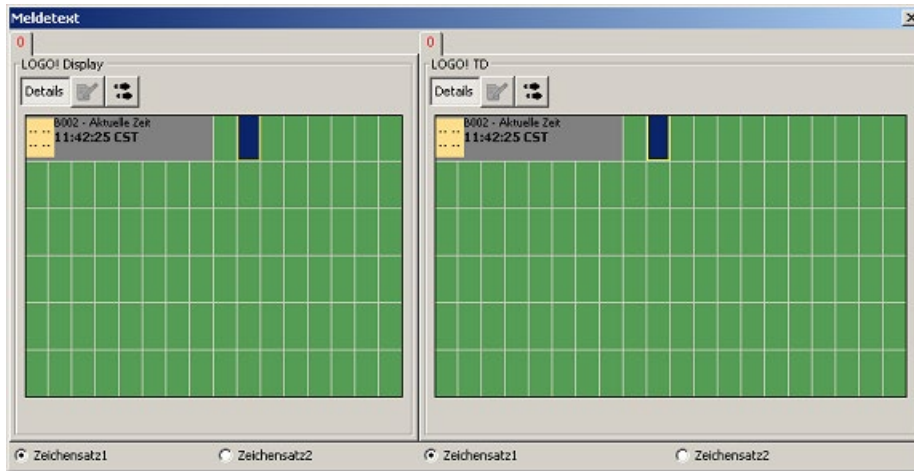 Meldetext
0
LOGO! Display
Details
B002 - Aktuelle Zeit
11:42:25 CST
0
LOGO! TD
Details
B002 - Aktuelle Zeit
11:42:25 CST
Zeichensatz1 Zeichensatz2
Zeichensatz1 Zeichensatz2